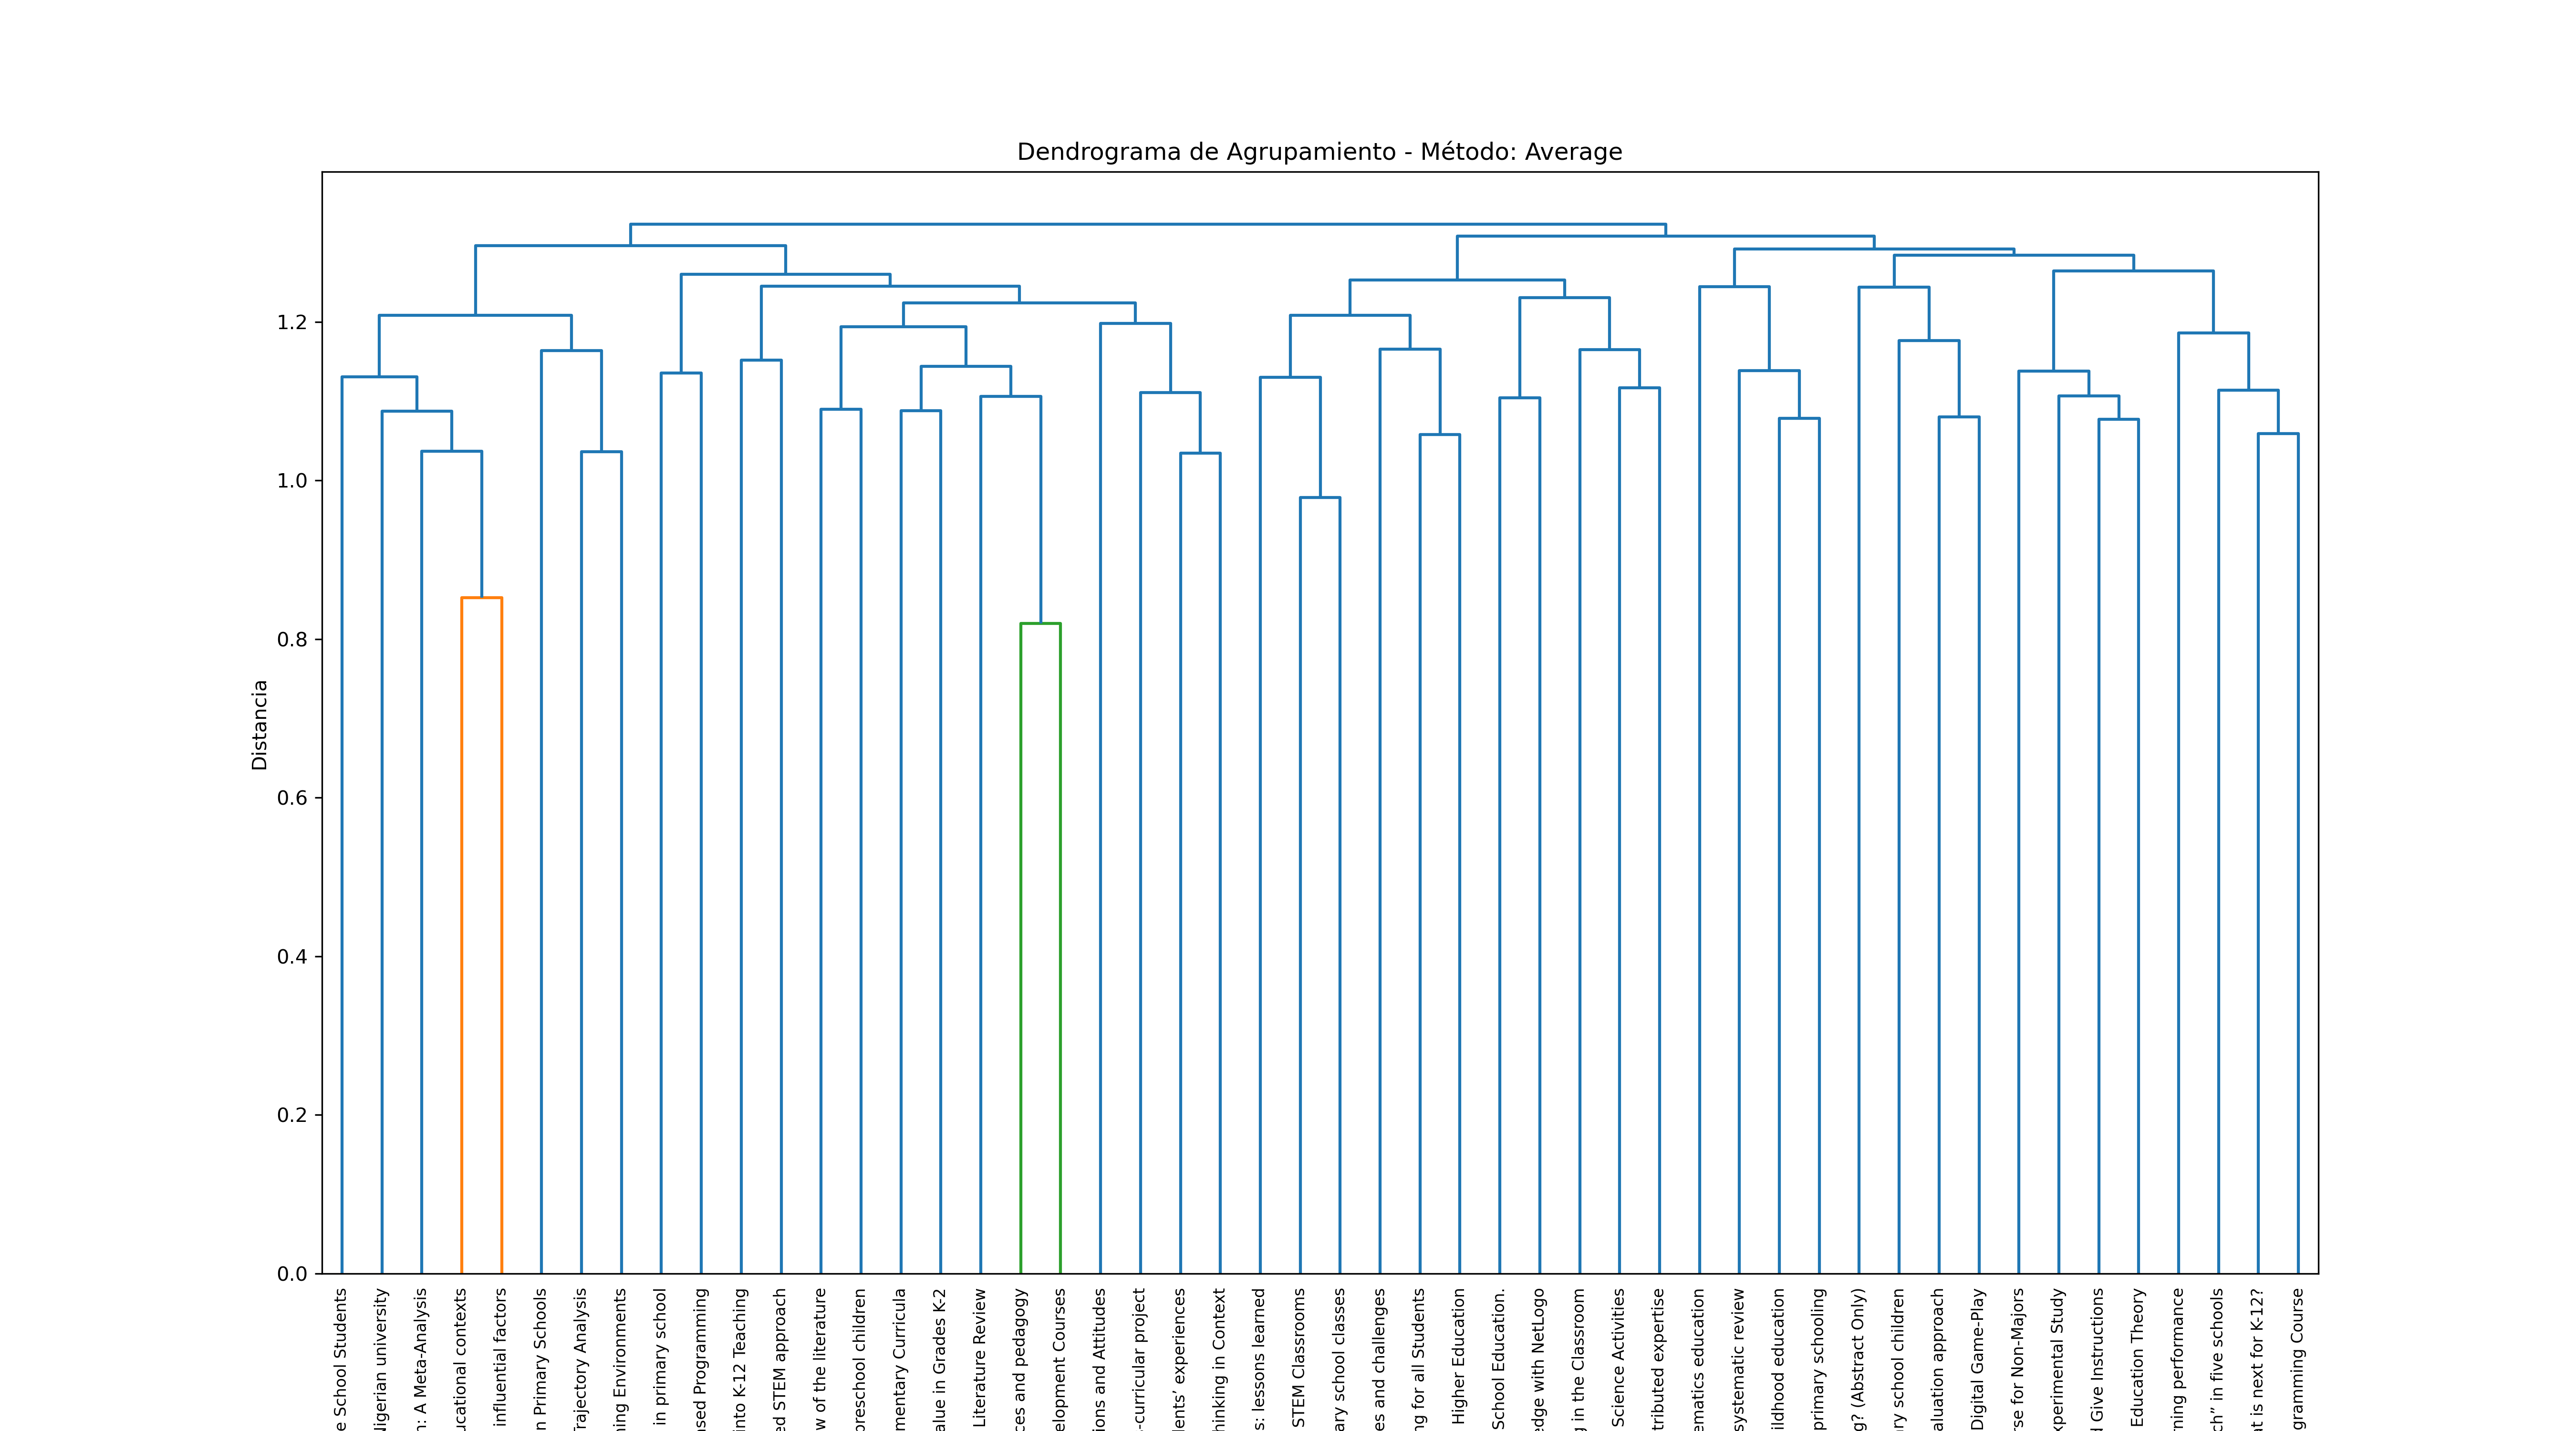 Dendrograma de Agrupamiento - Método: Average
Distancia
1.2
1.0
0.8
0.6
0.4
0.2
0.0
e School Students
Nigerian university
n: A Meta-Analysis
ucational contexts
influential factors
n Primary Schools
Trajectory Analysis
ning Environments
in primary school
ased Programming
into K-12 Teaching
ed STEM approach
w of the literature
preschool children
mentary Curricula
alue in Grades K-2
Literature Review
ces and pedagogy
elopment Courses
ions and Attitudes
-curricular project
dents’ experiences
hinking in Context
s: lessons learned
STEM Classrooms
ary school classes
es and challenges
ng for all Students
Higher Education
School Education.
edge with NetLogo
g in the Classroom
Science Activities
tributed expertise
ematics education
systematic review
ildhood education
primary schooling
g? (Abstract Only)
ry school children
aluation approach
Digital Game-Play
rse for Non-Majors
xperimental Study
d Give Instructions
Education Theory
rning performance
ch” in five schools
at is next for K-12?
gramming Course